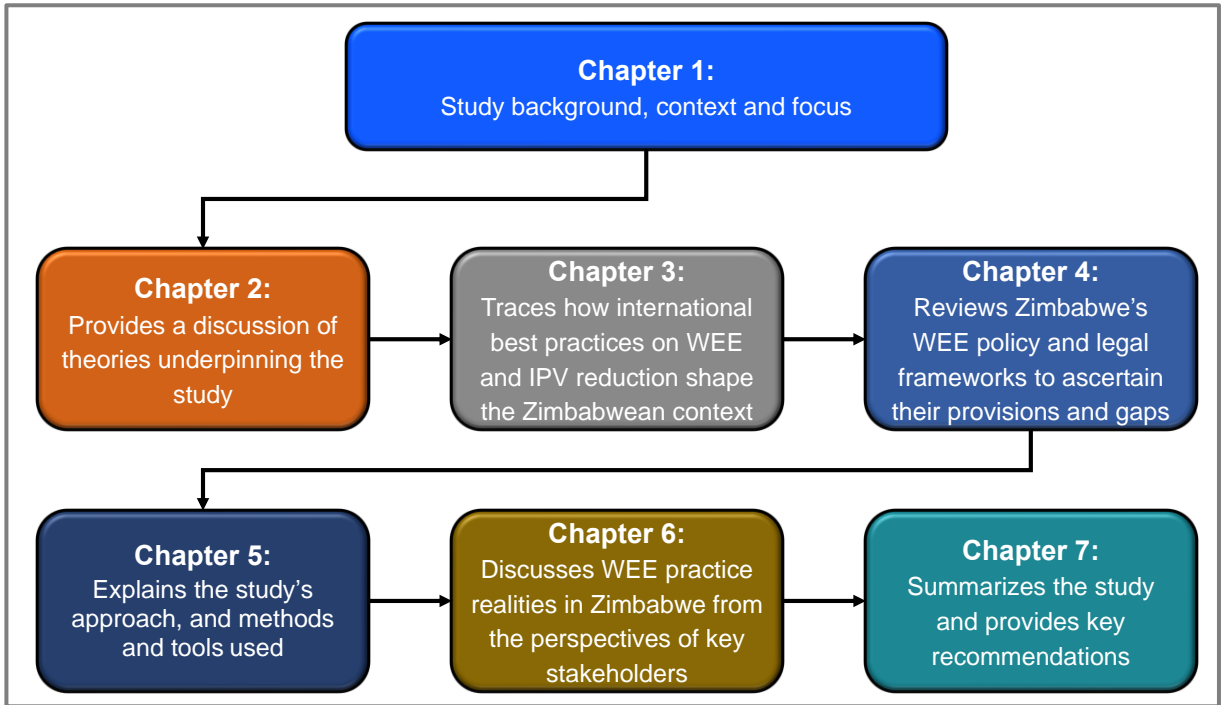 Chapter 1:
Study background, context and focus
Chapter 2:
Provides a discussion of
theories underpinning the
study
Chapter 3:
Traces how international
best practices on WEE
and IPV reduction shape
the Zimbabwean context
Chapter 4:
Reviews Zimbabwe’s
WEE policy and legal
frameworks to ascertain
their provisions and gaps
Chapter 5:
Explains the study’s
approach, and methods
and tools used
Chapter 6:
Discusses WEE practice
realities in Zimbabwe from
the perspectives of key
stakeholders
Chapter 7:
Summarizes the study
and provides key
recommendations